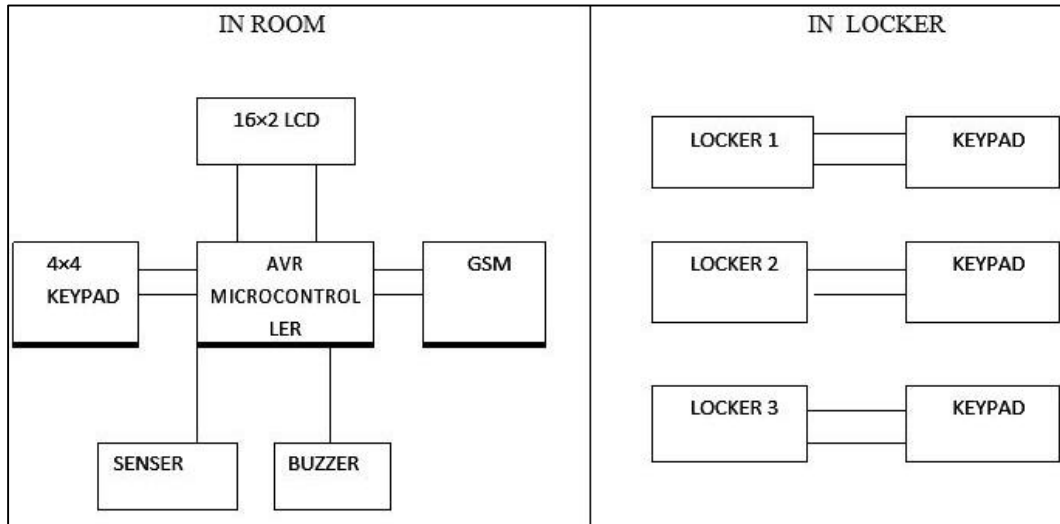 IN ROOM
16×2 LCD
4×4
KEYPAD
AVR
MICROCONTROL
LER
GSM
SENSER
BUZZER
IN LOCKER
LOCKER 1
KEYPAD
LOCKER 2
KEYPAD
LOCKER 3
KEYPAD